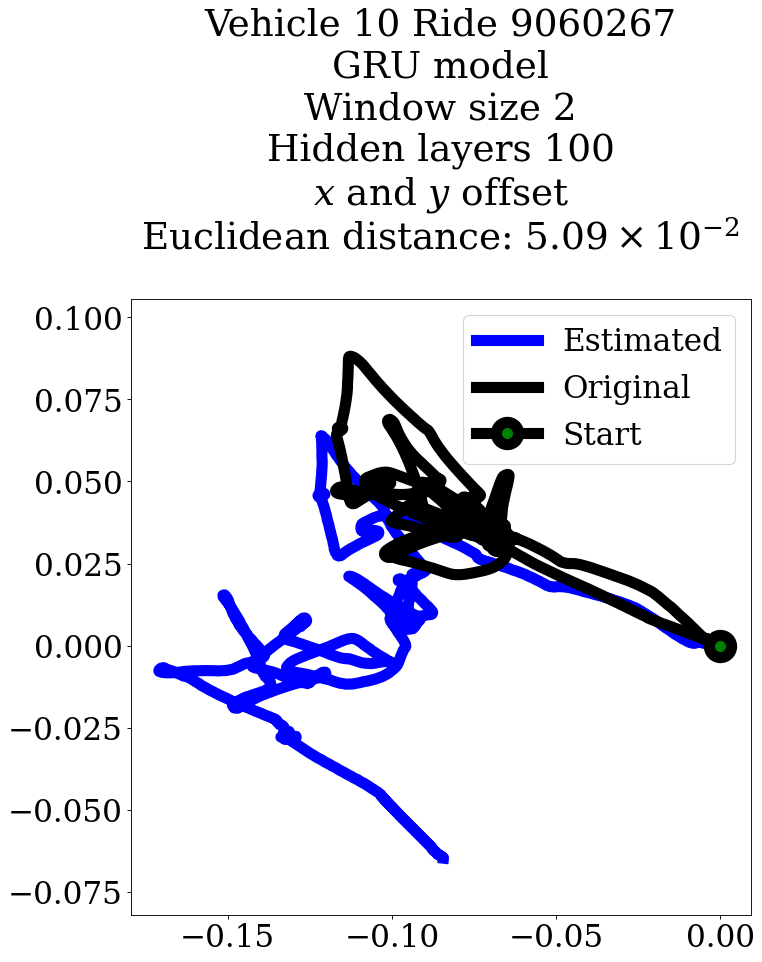 Vehicle 10 Ride 9060267
GRU model
Window size 2
Hidden layers 100
x and y offset
Euclidean distance: 5.09 × 10⁻²
Estimated
Original
Start
0.100
0.075
0.050
0.025
0.000
−0.025
−0.050
−0.075
−0.15
−0.10
−0.05
0.00